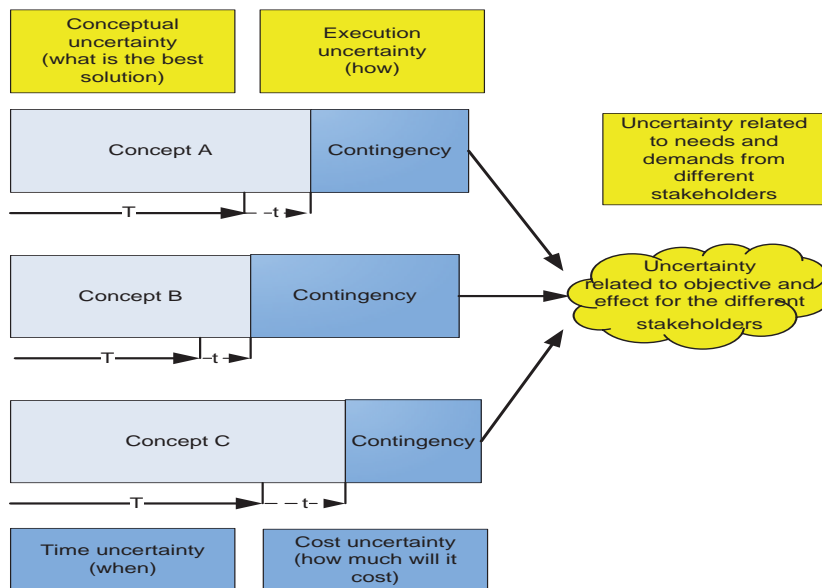 Conceptual
uncertainty
(what is the best
solution)
Execution
uncertainty
(how)
Concept A
Contingency
T
t
Uncertainty related
to needs and
demands from
different
stakeholders
Concept B
Contingency
T
t
Uncertainty
related to objective and
effect for the different
stakeholders
Concept C
Contingency
T
t
Time uncertainty
(when)
Cost uncertainty
(how much will it
cost)